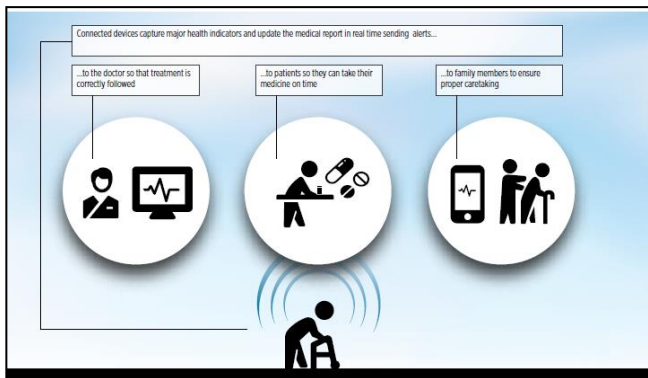 Connected devices capture major health indicators and update the medical report in real time sending alerts...
...to the doctor so that treatment is
correctly followed
...to patients so they can take their
medicine on time
...to family members to ensure
proper caretaking